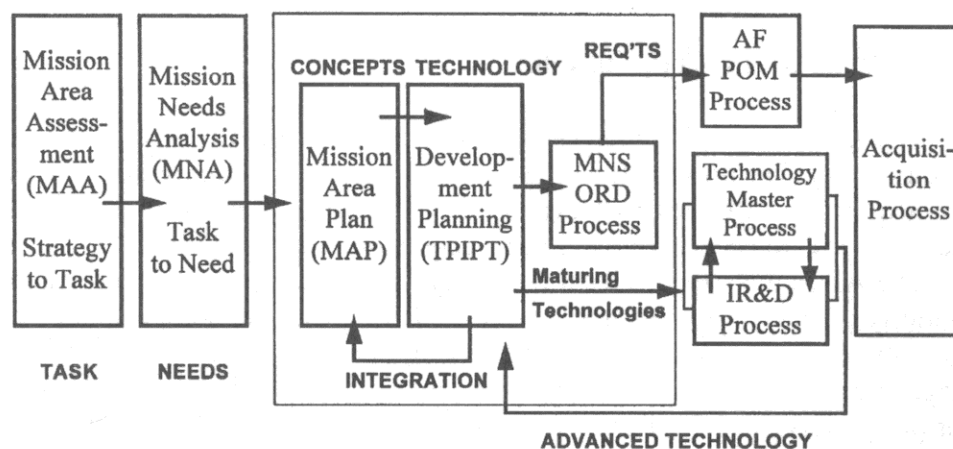 Mission
Area
Assess-
ment
(MAA)
Strategy
to Task
TASK
Mission
Needs
Analysis
(MNA)
Task
to Need
NEEDS
CONCEPTS
TECHNOLOGY
Mission
Area
Plan
(MAP)
Develop-
ment
Planning
(TPIPT)
INTEGRATION
REQ'TS
MNS
ORD
Process
Maturing
Technologies
AF
POM
Process
Technology
Master
Process
IR&D
Process
ADVANCED TECHNOLOGY
Acquisi-
tion
Process